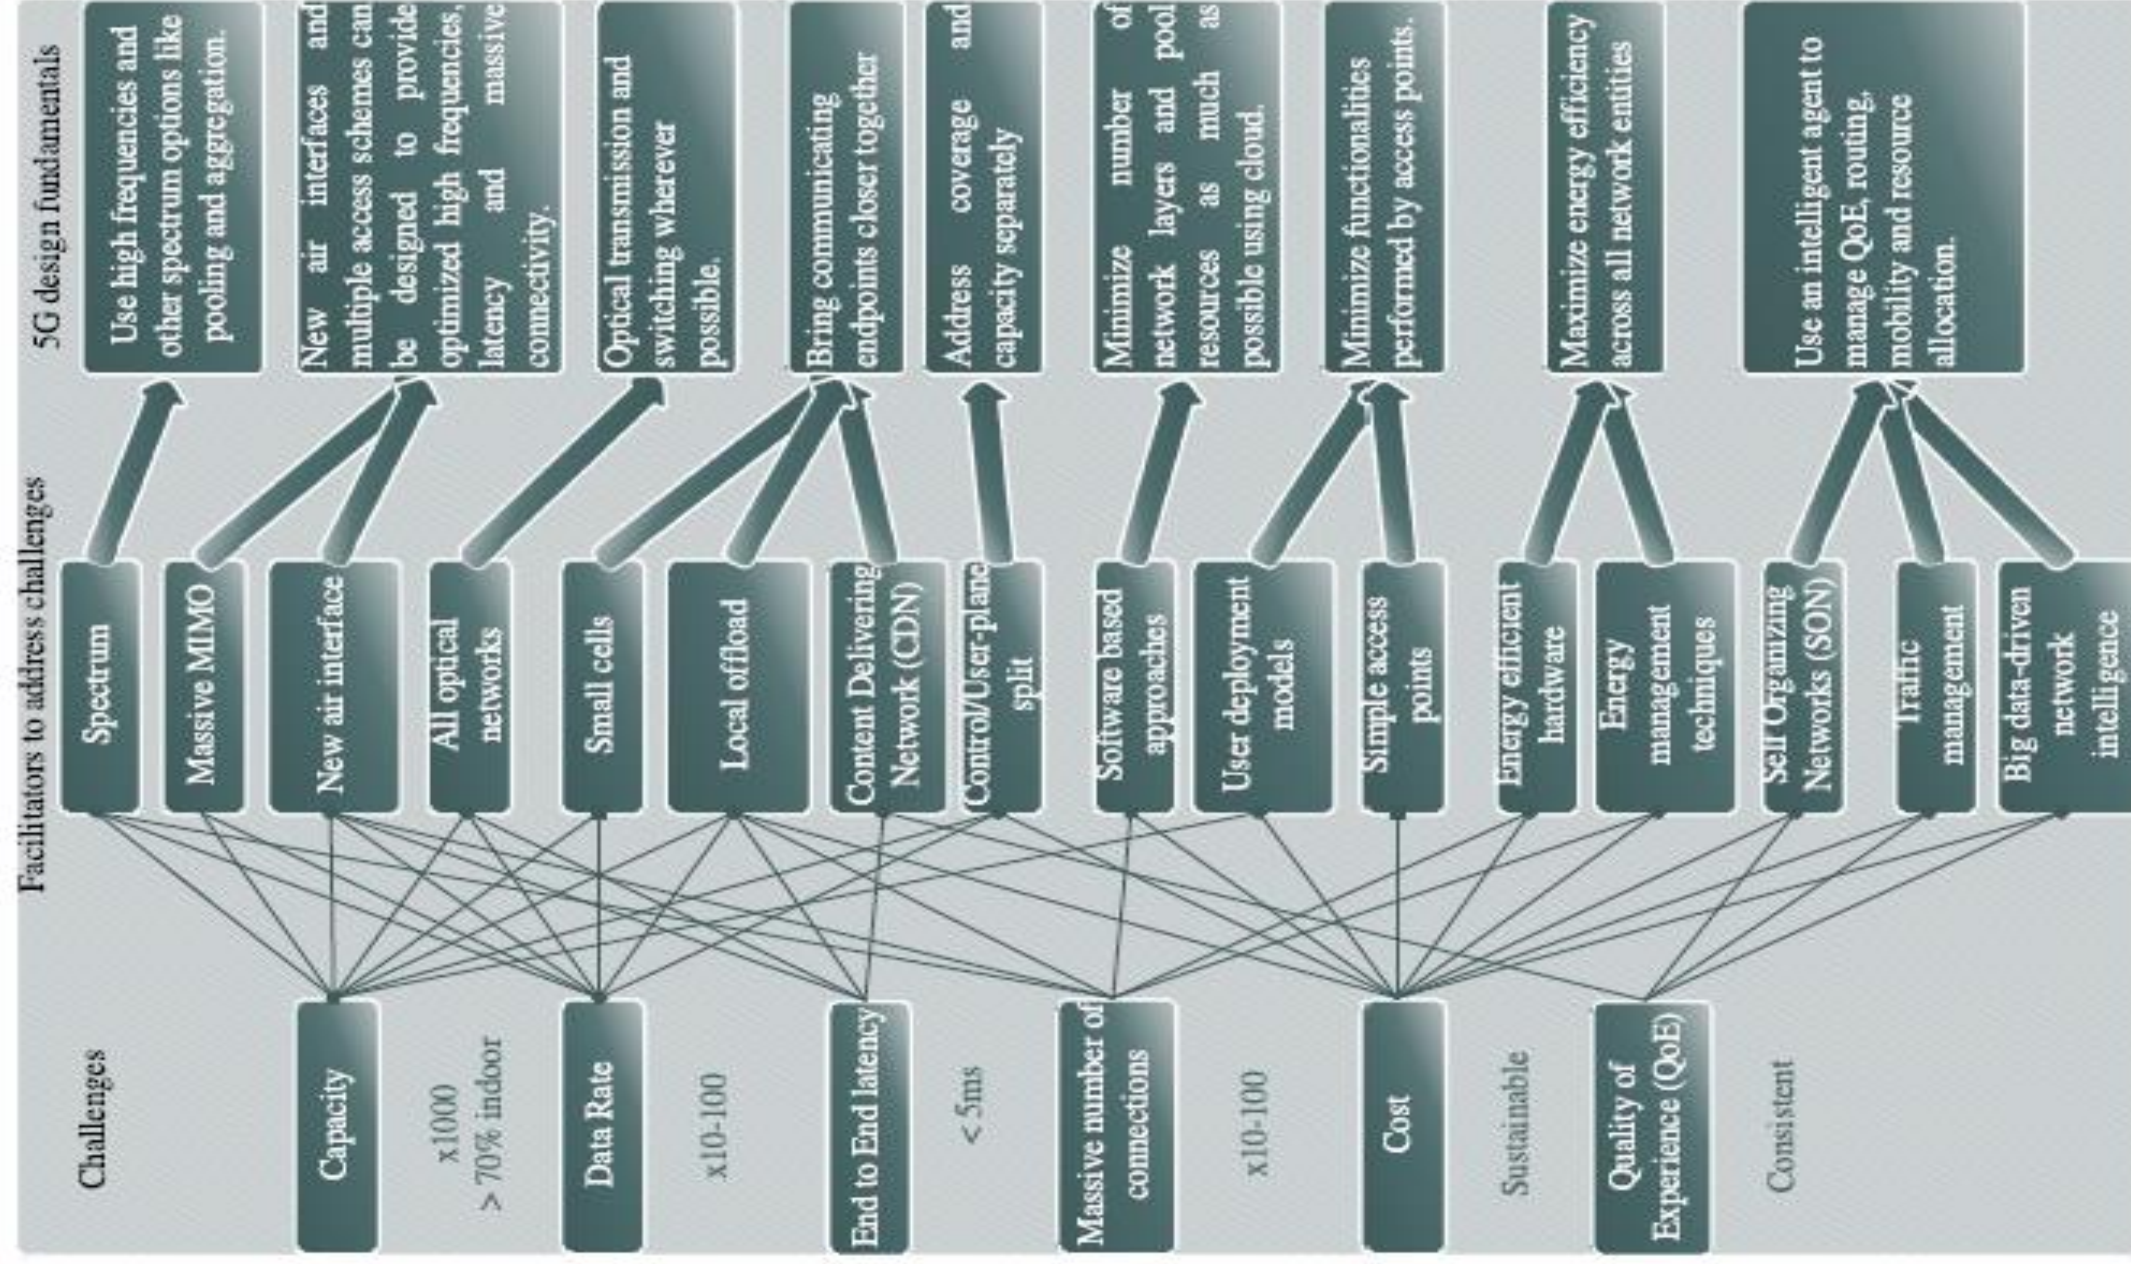 Challenges
Capacity
x1000
> 70% indoor
Data Rate
x10-100
End to End latency
< 5ms
Massive number of
connections
x10-100
Cost
Sustainable
Quality of
Experience (QoE)
Consistent
Facilitators to address challenges
Spectrum
Massive MIMO
New air interface
All optical
networks
Small cells
Local offload
Content Delivering
Network (CDN)
Control/User-plane
split
Software based
approaches
User deployment
models
Simple access
points
Energy efficient
hardware
Energy
management
techniques
Self Organizing
Networks (SON)
Traffic
management
Big data-driven
network
intelligence
5G design fundamentals
Use high frequencies and
other spectrum options like
pooling and aggregation.
New air interfaces and
multiple access schemes can
be designed to provide
optimized high frequencies,
latency and massive
connectivity.
Optical transmission and
switching wherever
possible.
Bring communicating
endpoints closer together
Address coverage and
capacity separately
Minimize number of
network layers and pool
resources as much as
possible using cloud.
Minimize functionalities
performed by access points.
Maximize energy efficiency
across all network entities
Use an intelligent agent to
manage QoE, routing,
mobility and resource
allocation.